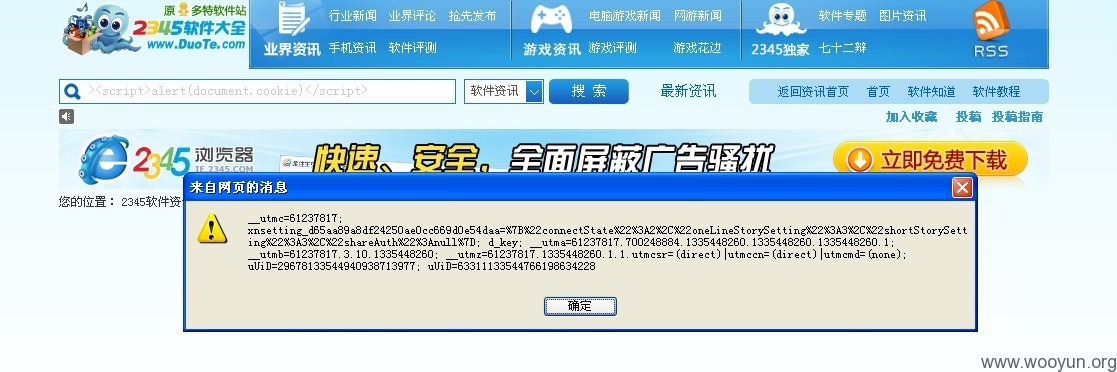 原 多特软件站
2345软件大全
www.DuoTe.com
业界资讯
行业新闻 业界评论 抢先发布
手机资讯 软件评测
游戏资讯
电脑游戏新闻 网游新闻
游戏评测 游戏花边
2345独家
软件专题 图片资讯
七十二辩
RSS
><script>alert(document.cookie)</script>
软件资讯
搜 索
最新资讯
返回资讯首页 首页 软件知道 软件教程
加入收藏 投稿 投稿指南
2345浏览器
IE.2345.COM
快速、安全，全面屏蔽广告骚扰
立即免费下载
您的位置： 2345软件资
来自网页的消息
__utmc=61237817;
xnsetting_d65aa89a8df24250ae0cc669d0e54daa=%7B%22connectState%22%3A2%2C%22oneLineStorySetting%22%3A3%2C%22shortStorySett
ing%22%3A3%2C%22shareAuth%22%3Anull%7D; d_key; __utma=61237817.700248884.1335448260.1335448260.1335448260.1;
__utmb=61237817.3.10.1335448260; __utmz=61237817.1335448260.1.1.utmcsr=(direct)|utmccn=(direct)|utmcmd=(none);
uUiD=29678133544940938713977; uUiD=63311133544766198634228
确定
www.wooyun.org